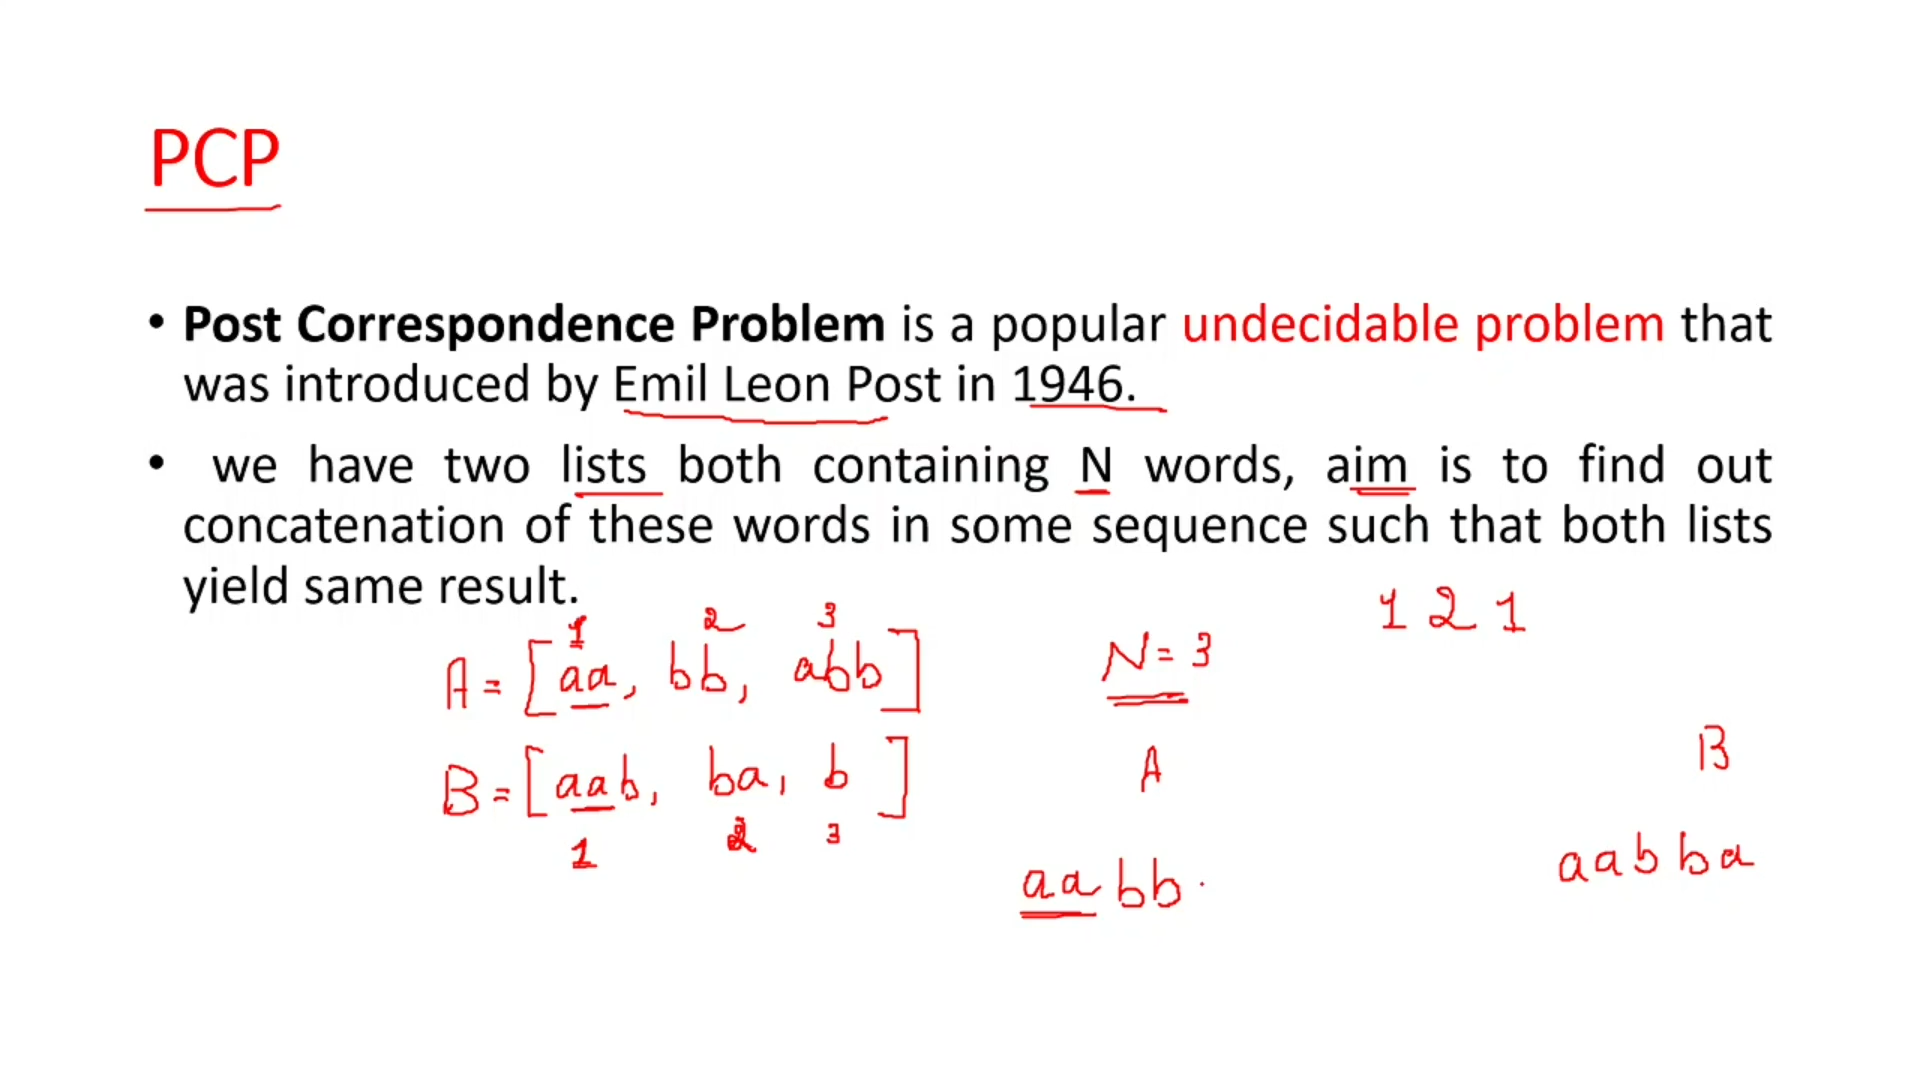 PCP
• Post Correspondence Problem is a popular undecidable problem that
was introduced by Emil Leon Post in 1946.
• we have two lists both containing N words, aim is to find out
concatenation of these words in some sequence such that both lists
yield same result.
1 2 3
A = [aa, bb, abb]
N = 3
1 2 1
B = [aab, ba, b]
1 2 3
A
B
aabb
aabba